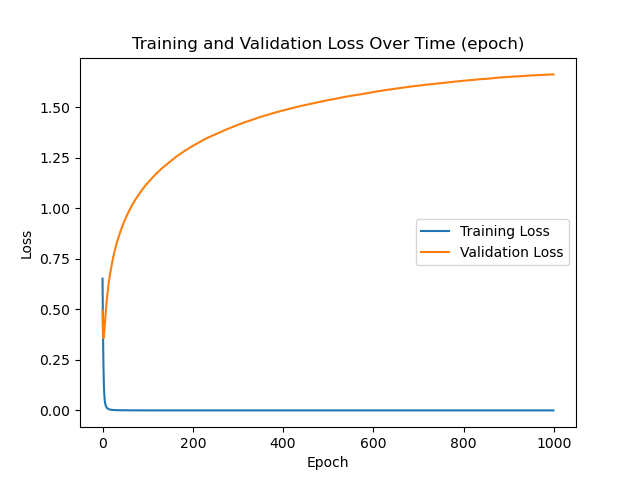 Training and Validation Loss Over Time (epoch)
1.50
1.25
1.00
0.75
0.50
0.25
0.00
Loss
Training Loss
Validation Loss
0 200 400 600 800 1000
Epoch